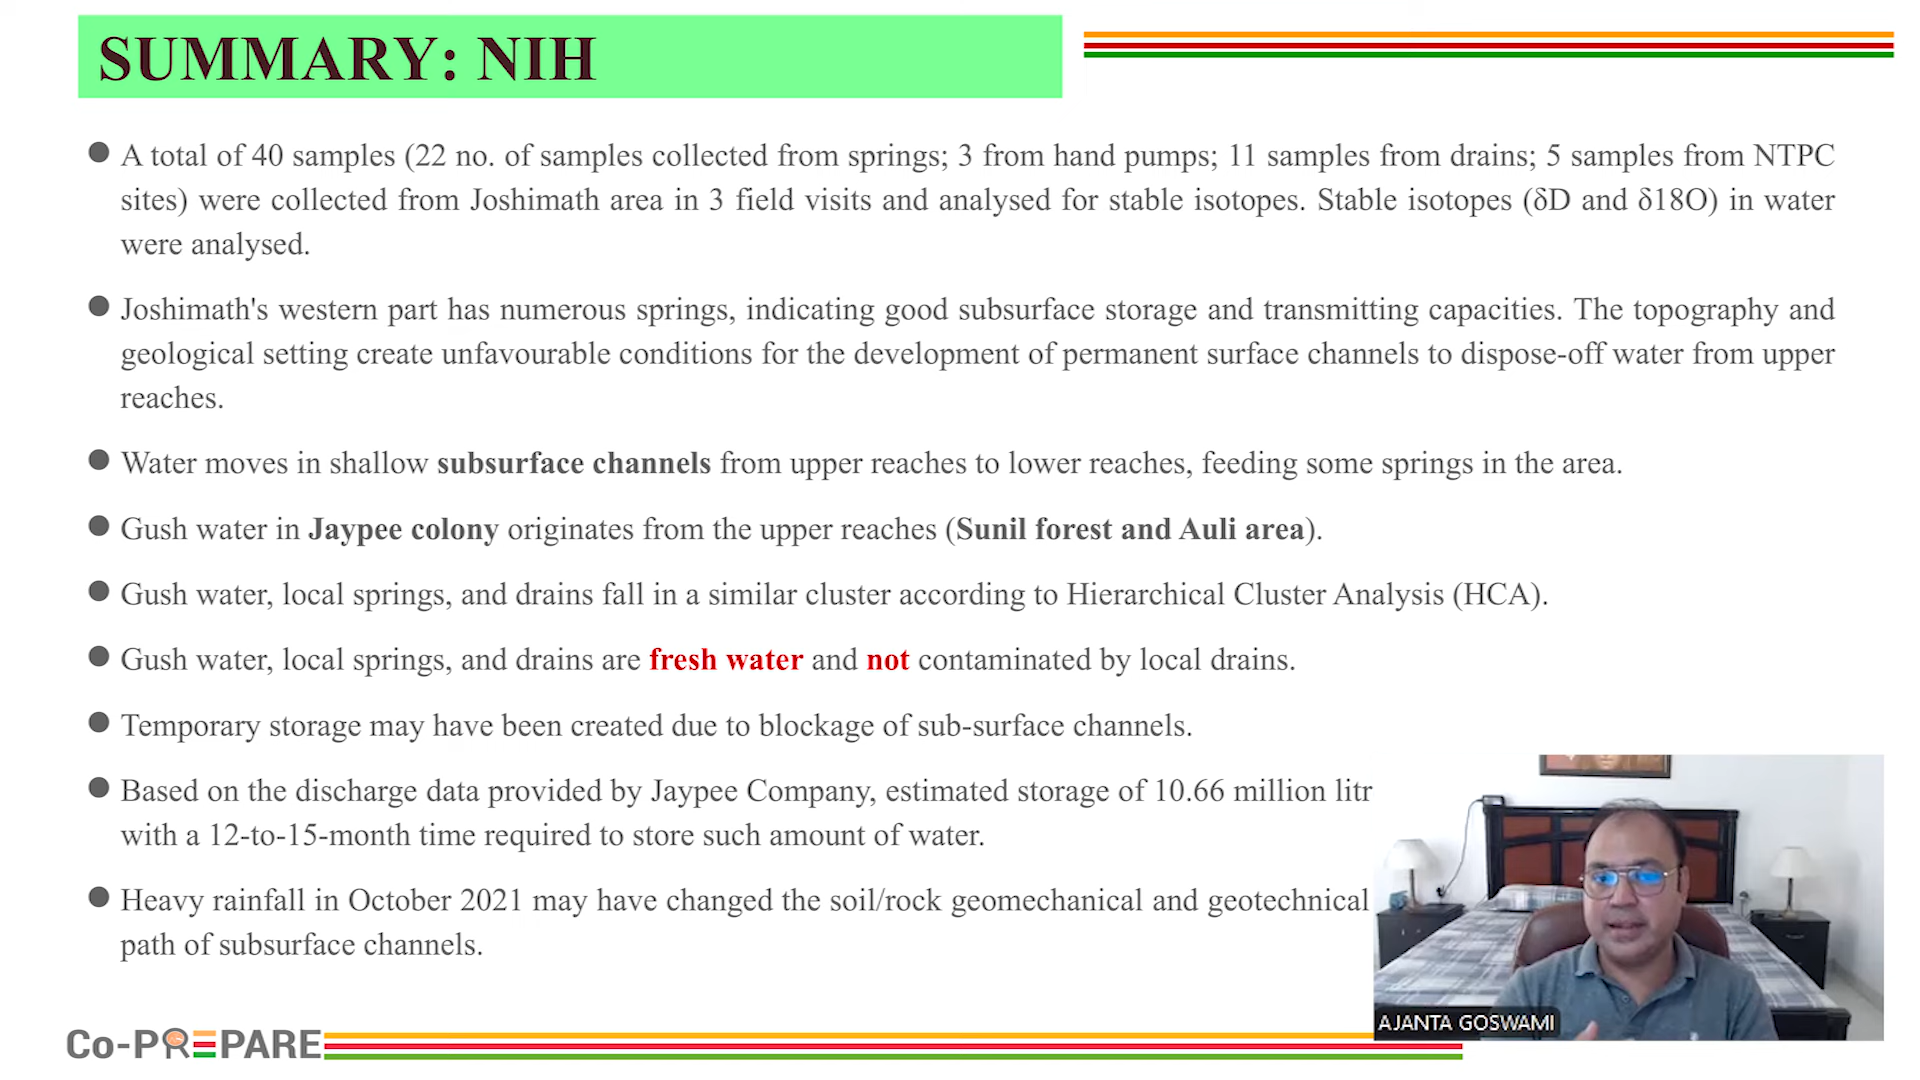 SUMMARY: NIH
● A total of 40 samples (22 no. of samples collected from springs; 3 from hand pumps; 11 samples from drains; 5 samples from NTPC
sites) were collected from Joshimath area in 3 field visits and analysed for stable isotopes. Stable isotopes (δD and δ18O) in water
were analysed.
● Joshimath's western part has numerous springs, indicating good subsurface storage and transmitting capacities. The topography and
geological setting create unfavourable conditions for the development of permanent surface channels to dispose-off water from upper
reaches.
● Water moves in shallow subsurface channels from upper reaches to lower reaches, feeding some springs in the area.
● Gush water in Jaypee colony originates from the upper reaches (Sunil forest and Auli area).
● Gush water, local springs, and drains fall in a similar cluster according to Hierarchical Cluster Analysis (HCA).
● Gush water, local springs, and drains are fresh water and not contaminated by local drains.
● Temporary storage may have been created due to blockage of sub-surface channels.
● Based on the discharge data provided by Jaypee Company, estimated storage of 10.66 million litr
with a 12-to-15-month time required to store such amount of water.
● Heavy rainfall in October 2021 may have changed the soil/rock geomechanical and geotechnical
path of subsurface channels.
AJANTA GOSWAMI
Co-PREPARE